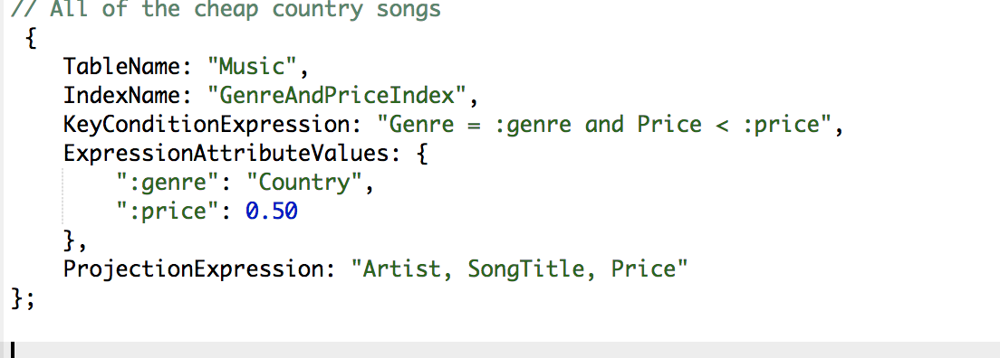 // All of the cheap country songs
{
TableName: "Music",
IndexName: "GenreAndPriceIndex",
KeyConditionExpression: "Genre = :genre and Price < :price",
ExpressionAttributeValues: {
":genre": "Country",
":price": 0.50
},
ProjectionExpression: "Artist, SongTitle, Price"
};